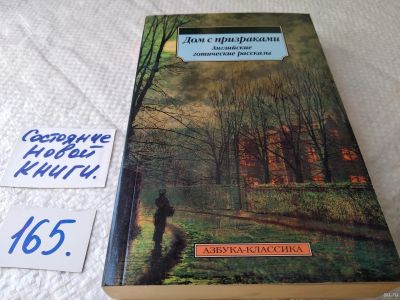 Дом с призраками
Английские
готические рассказы
Состояние
новой
книги.
165.
АЗБУКА-КЛАССИКА